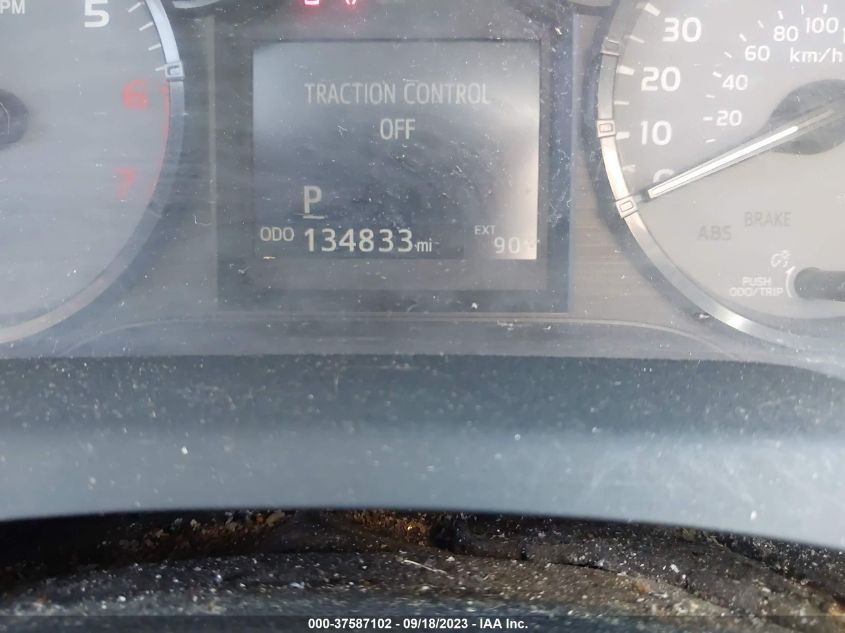 PM
5
6
7
TRACTION CONTROL
OFF
P
ODO 134833 mi
EXT
90
30
20
10
0
100
80
60
40
20
km/h
ABS
BRAKE
PUSH
ODO/TRIP
000-37587102 - 09/18/2023 - IAA Inc.